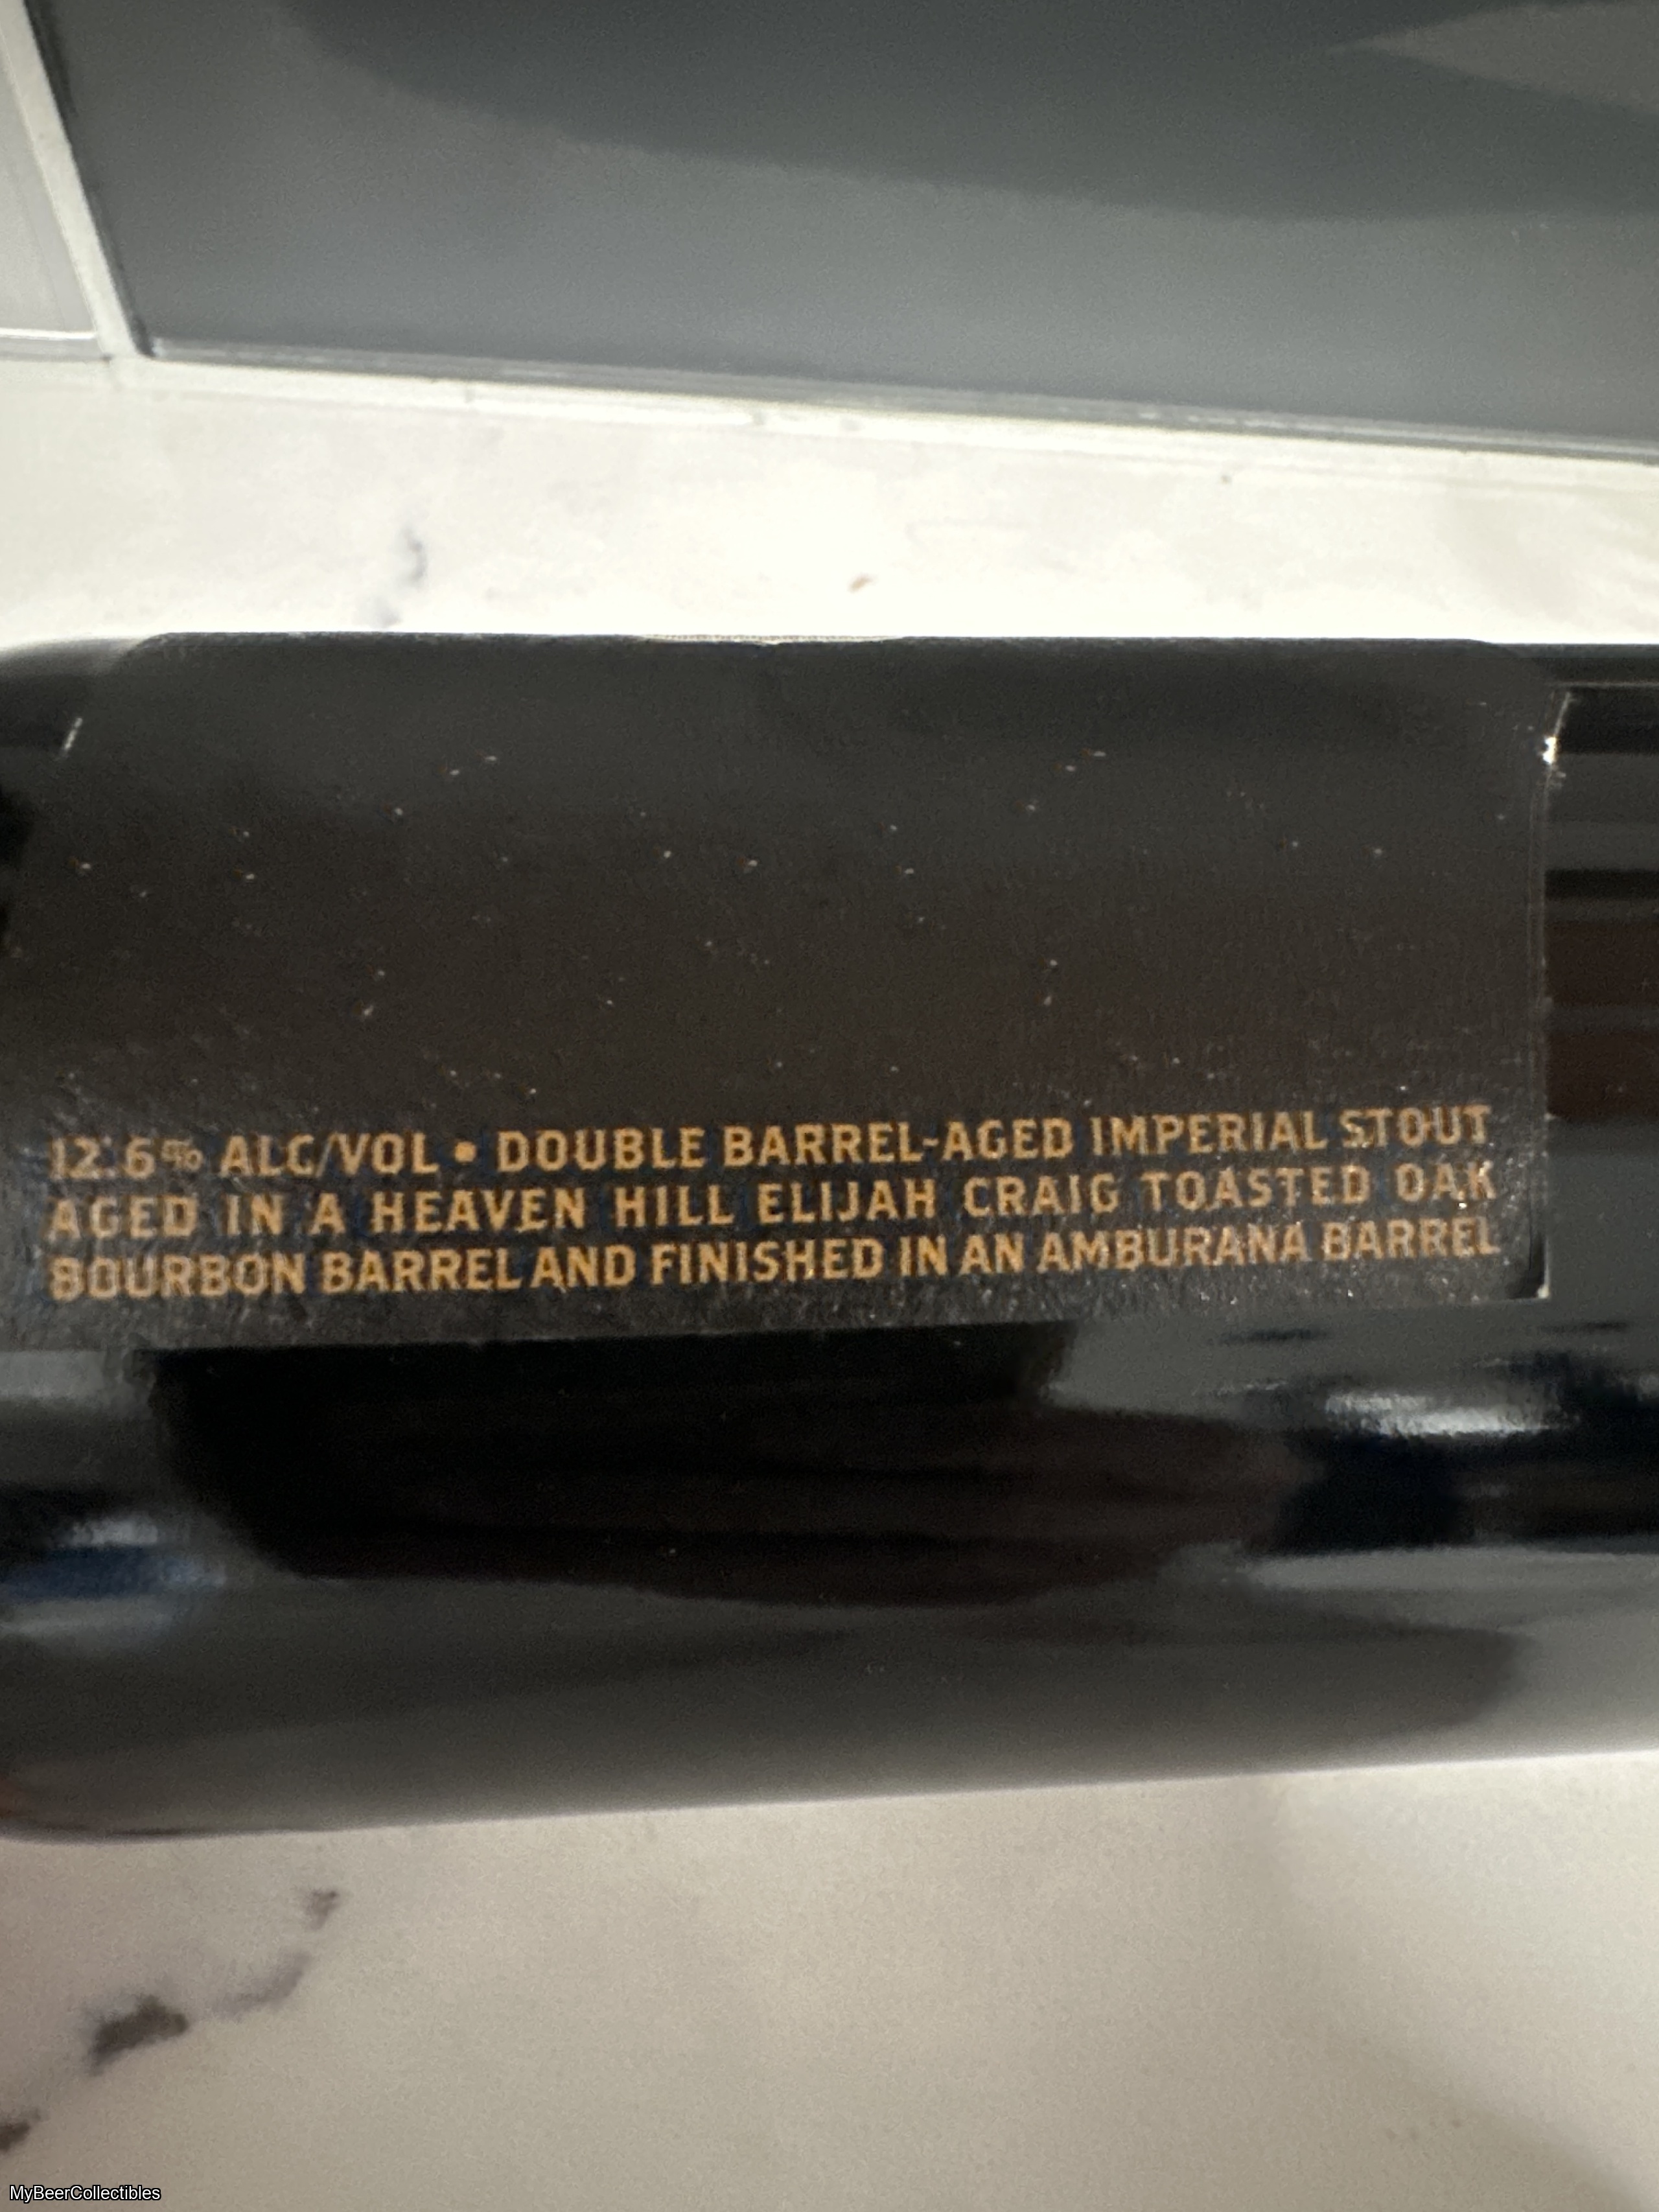 12.6% ALC/VOL • DOUBLE BARREL-AGED IMPERIAL STOUT
AGED IN A HEAVEN HILL ELIJAH CRAIG TOASTED OAK
BOURBON BARREL AND FINISHED IN AN AMBURANA BARREL
MyBeerCollectibles